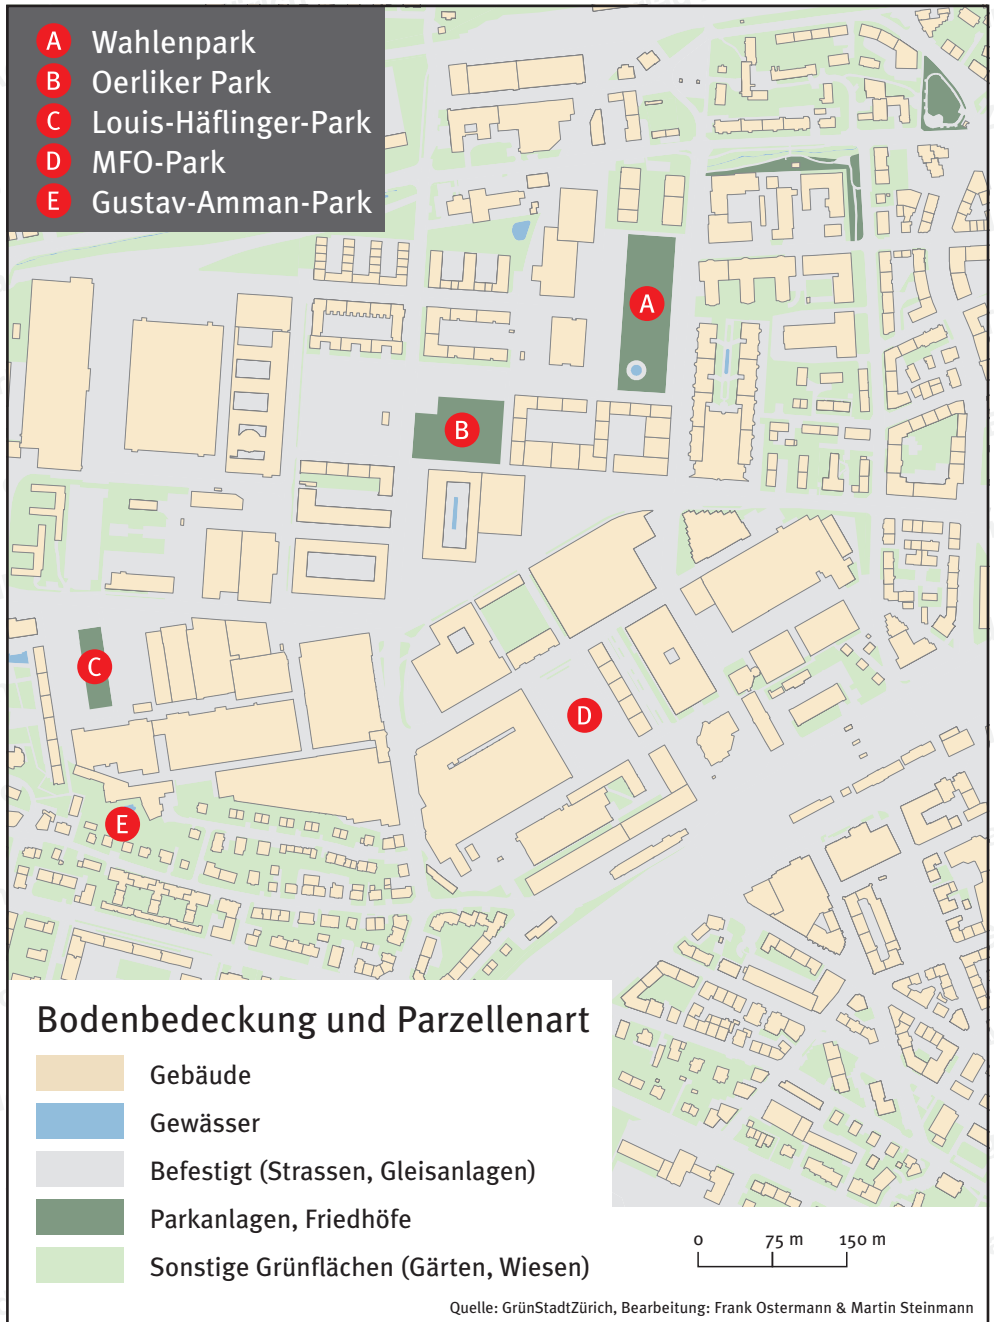 A Wahlenpark
B Oerliker Park
C Louis-Häflinger-Park
D MFO-Park
E Gustav-Amman-Park
A
B
C
D
E
Bodenbedeckung und Parzellenart
Gebäude
Gewässer
Befestigt (Strassen, Gleisanlagen)
Parkanlagen, Friedhöfe
Sonstige Grünflächen (Gärten, Wiesen)
0 75 m 150 m
Quelle: GrünStadtZürich, Bearbeitung: Frank Ostermann & Martin Steinmann